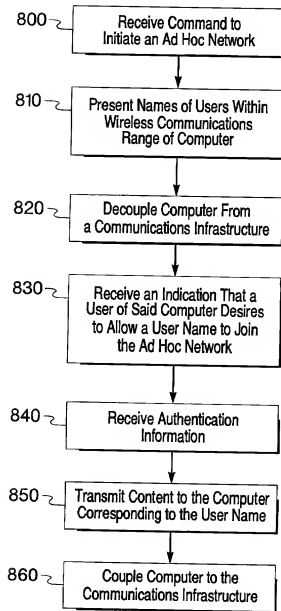 800
Receive Command to
Initiate an Ad Hoc Network
810
Present Names of Users Within
Wireless Communications
Range of Computer
820
Decouple Computer From
a Communications Infrastructure
830
Receive an Indication That a
User of Said Computer Desires
to Allow a User Name to Join
the Ad Hoc Network
840
Receive Authentication
Information
850
Transmit Content to the Computer
Corresponding to the User Name
860
Couple Computer to the
Communications Infrastructure